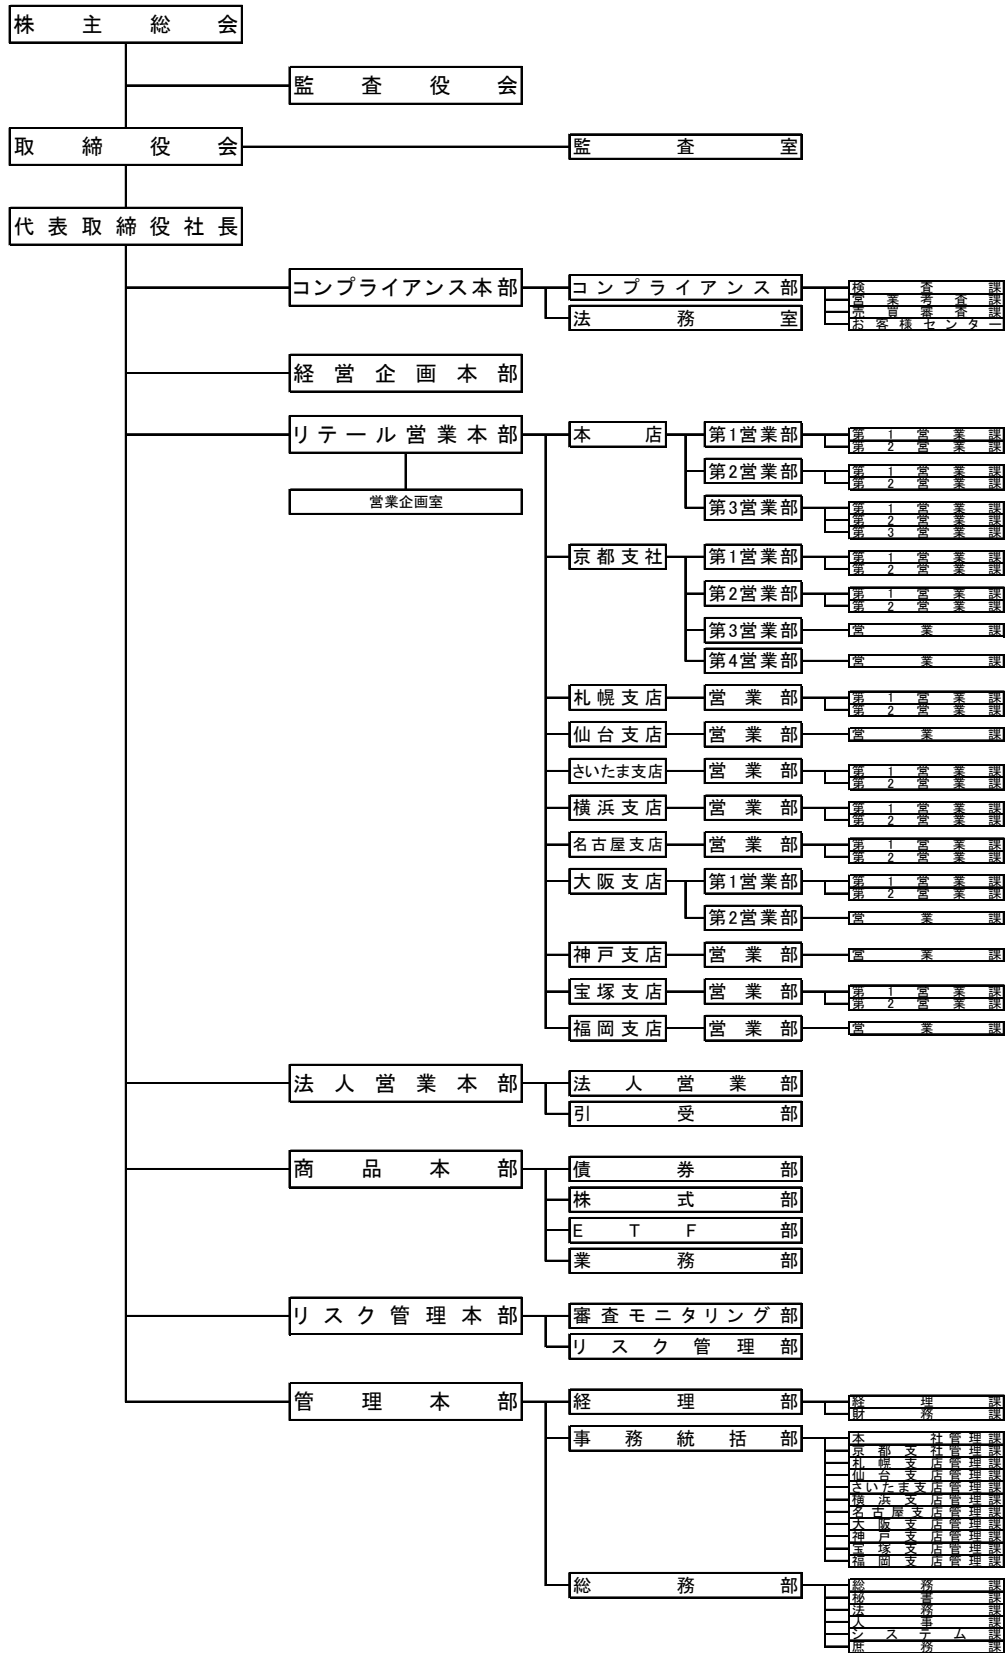 株主総会
監査役会
取締役会
監査室
代表取締役社長
コンプライアンス本部
コンプライアンス部
検査課
営業考査課
売買審査課
お客様センター
法務室
経営企画本部
リテール営業本部
営業企画室
本店
第1営業部
第1営業課
第2営業課
第2営業部
第1営業課
第2営業課
第3営業部
第1営業課
第2営業課
第3営業課
京都支社
第1営業部
第1営業課
第2営業課
第2営業部
第1営業課
第2営業課
第3営業部
営業課
第4営業部
営業課
札幌支店
営業部
第1営業課
第2営業課
仙台支店
営業部
営業課
さいたま支店
営業部
第1営業課
第2営業課
横浜支店
営業部
第1営業課
第2営業課
名古屋支店
営業部
第1営業課
第2営業課
大阪支店
第1営業部
第1営業課
第2営業課
第2営業部
営業課
神戸支店
営業部
営業課
宝塚支店
営業部
第1営業課
第2営業課
福岡支店
営業部
営業課
法人営業本部
法人営業部
引受部
商品本部
債券部
株式部
ETF部
業務部
リスク管理本部
審査モニタリング部
リスク管理部
管理本部
経理部
経理課
財務課
事務統括部
本社管理課
京都支社管理課
札幌支店管理課
仙台支店管理課
さいたま支店管理課
横浜支店管理課
名古屋支店管理課
大阪支店管理課
神戸支店管理課
宝塚支店管理課
福岡支店管理課
総務部
総務課
秘書課
法務課
人事課
システム課
庶務課